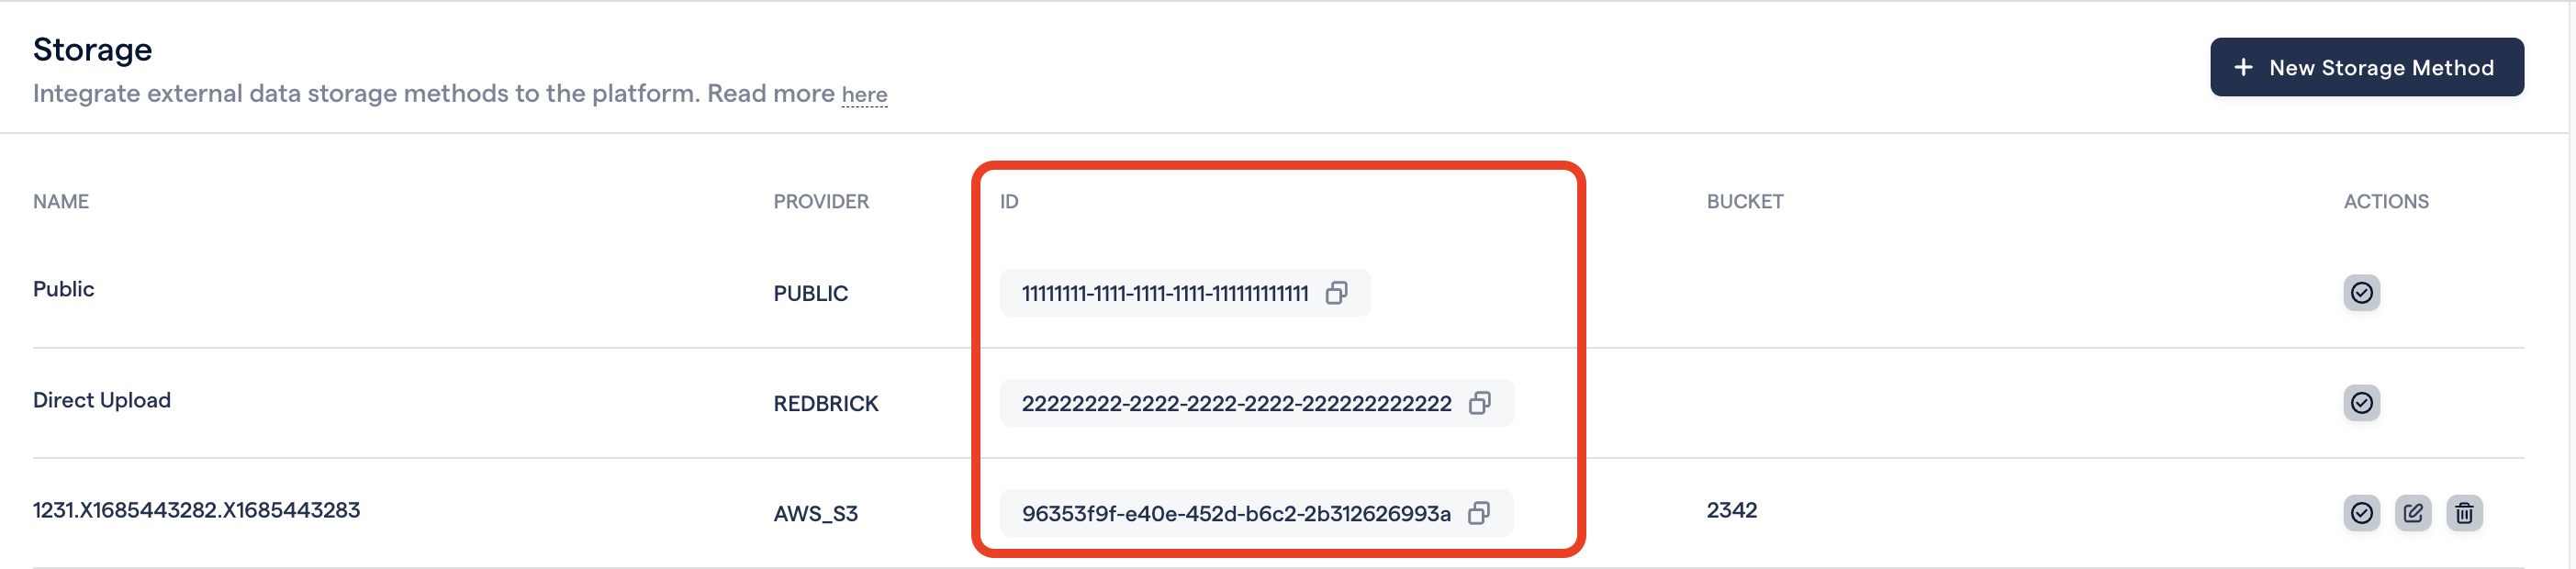 Storage
Integrate external data storage methods to the platform. Read more here
New Storage Method
NAME PROVIDER ID BUCKET ACTIONS
Public PUBLIC 11111111-1111-1111-1111-111111111111
Direct Upload REDBRICK 22222222-2222-2222-2222-222222222222
1231.X1685443282.X1685443283 AWS_S3 96353f9f-e40e-452d-b6c2-2b312626993a 2342